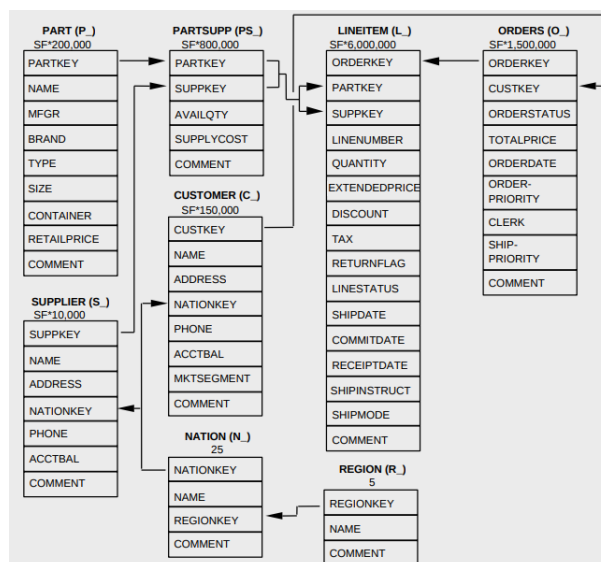 PART (P_)
SF*200,000
PARTKEY
NAME
MFGR
BRAND
TYPE
SIZE
CONTAINER
RETAILPRICE
COMMENT
SUPPLIER (S_)
SF*10,000
SUPPKEY
NAME
ADDRESS
NATIONKEY
PHONE
ACCTBAL
COMMENT
PARTSUPP (PS_)
SF*800,000
PARTKEY
SUPPKEY
AVAILQTY
SUPPLYCOST
COMMENT
CUSTOMER (C_)
SF*150,000
CUSTKEY
NAME
ADDRESS
NATIONKEY
PHONE
ACCTBAL
MKTSEGMENT
COMMENT
NATION (N_)
25
NATIONKEY
NAME
REGIONKEY
COMMENT
LINEITEM (L_)
SF*6,000,000
ORDERKEY
PARTKEY
SUPPKEY
LINENUMBER
QUANTITY
EXTENDEDPRICE
DISCOUNT
TAX
RETURNFLAG
LINESTATUS
SHIPDATE
COMMITDATE
RECEIPTDATE
SHIPINSTRUCT
SHIPMODE
COMMENT
REGION (R_)
5
REGIONKEY
NAME
COMMENT
ORDERS (O_)
SF*1,500,000
ORDERKEY
CUSTKEY
ORDERSTATUS
TOTALPRICE
ORDERDATE
ORDER-
PRIORITY
CLERK
SHIP-
PRIORITY
COMMENT